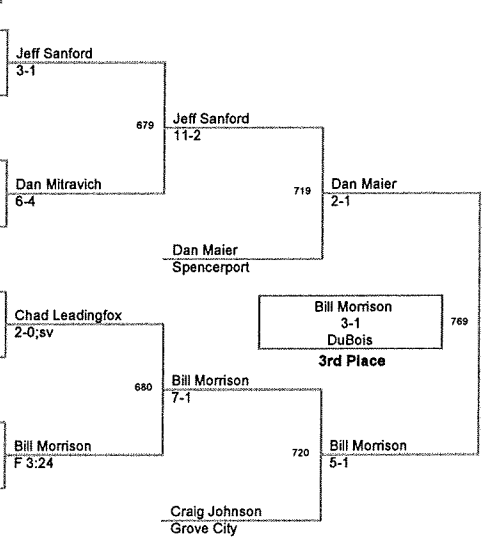 Jeff Sanford
3-1
679
Jeff Sanford
11-2
Dan Mitravich
6-4
719
Dan Maier
2-1
Dan Maier
Spencerport
Chad Leadingfox
2-0;sv
Bill Morrison
3-1
DuBois
3rd Place
769
680
Bill Morrison
7-1
Bill Morrison
F 3:24
720
Bill Morrison
5-1
Craig Johnson
Grove City